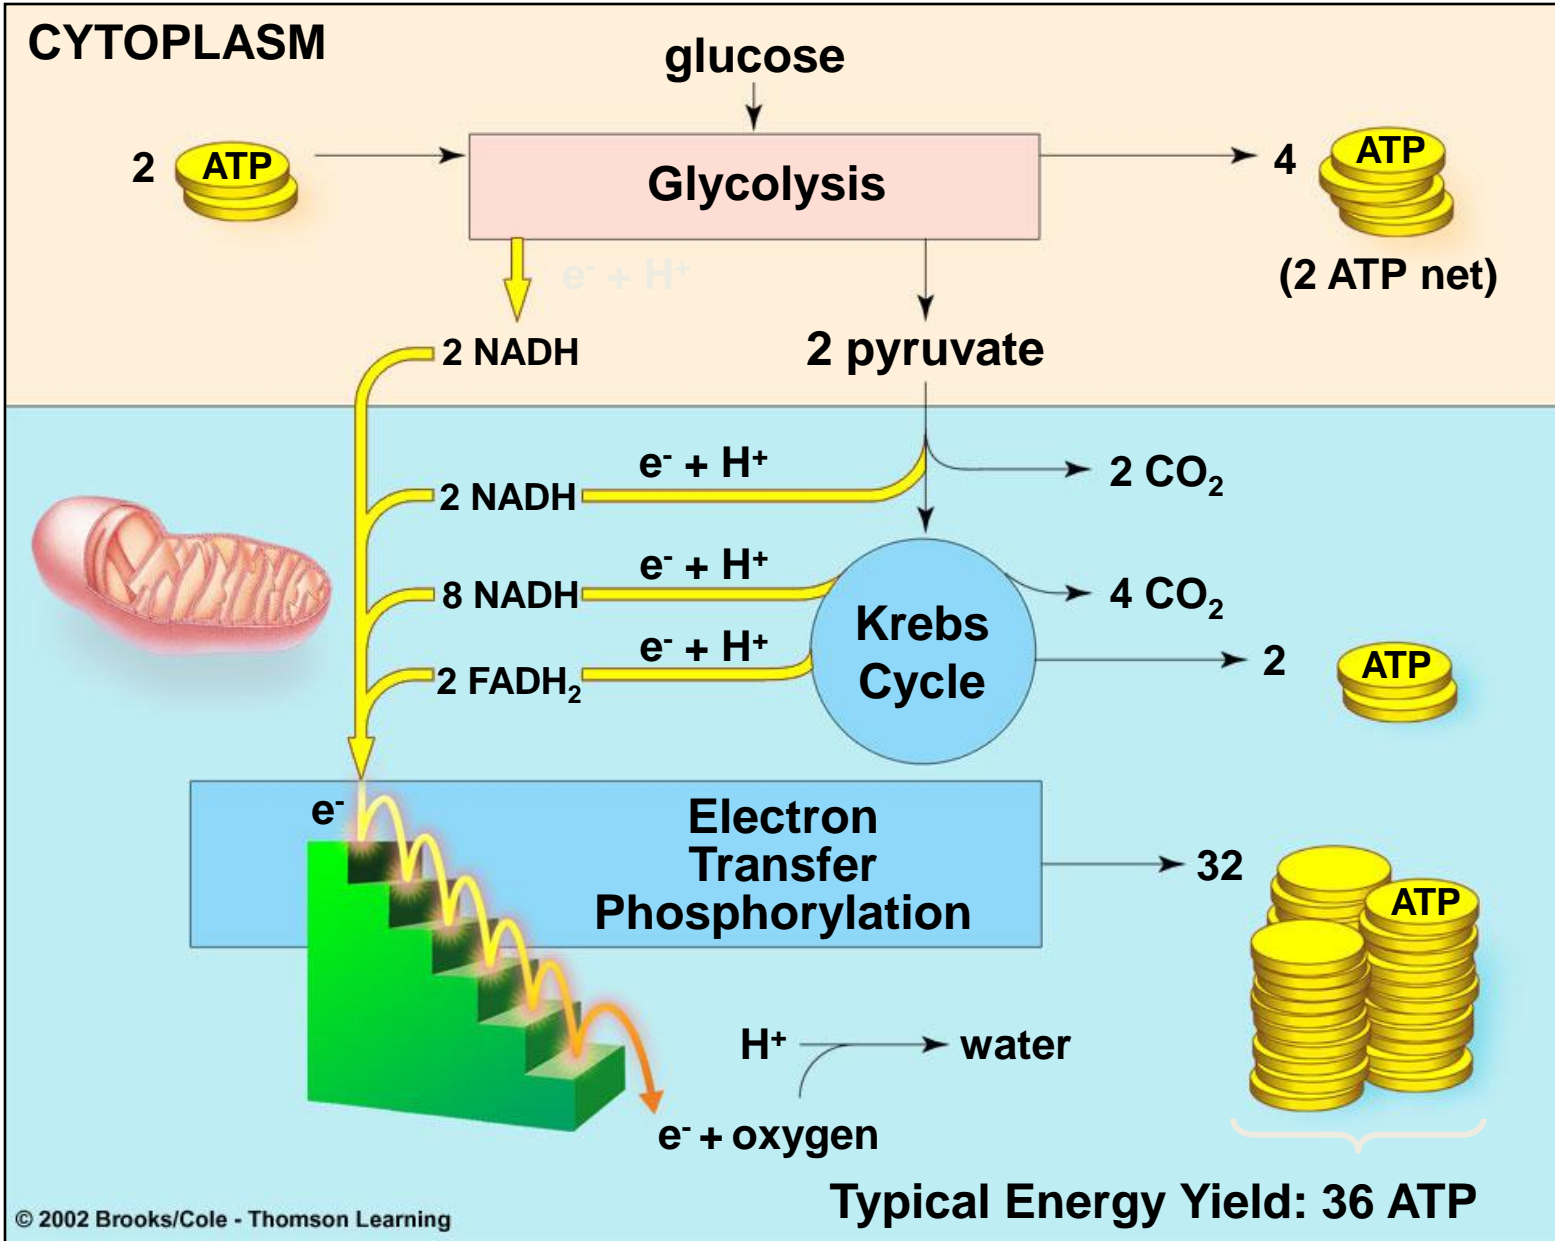 CYTOPLASM
glucose
2 ATP
Glycolysis
4 ATP
(2 ATP net)
e⁻ + H⁺
2 NADH
2 pyruvate
e⁻ + H⁺
2 NADH
2 CO₂
e⁻ + H⁺
8 NADH
4 CO₂
Krebs
Cycle
e⁻ + H⁺
2 FADH₂
2 ATP
e⁻
Electron
Transfer
Phosphorylation
32 ATP
H⁺
water
e⁻ + oxygen
Typical Energy Yield: 36 ATP
© 2002 Brooks/Cole - Thomson Learning